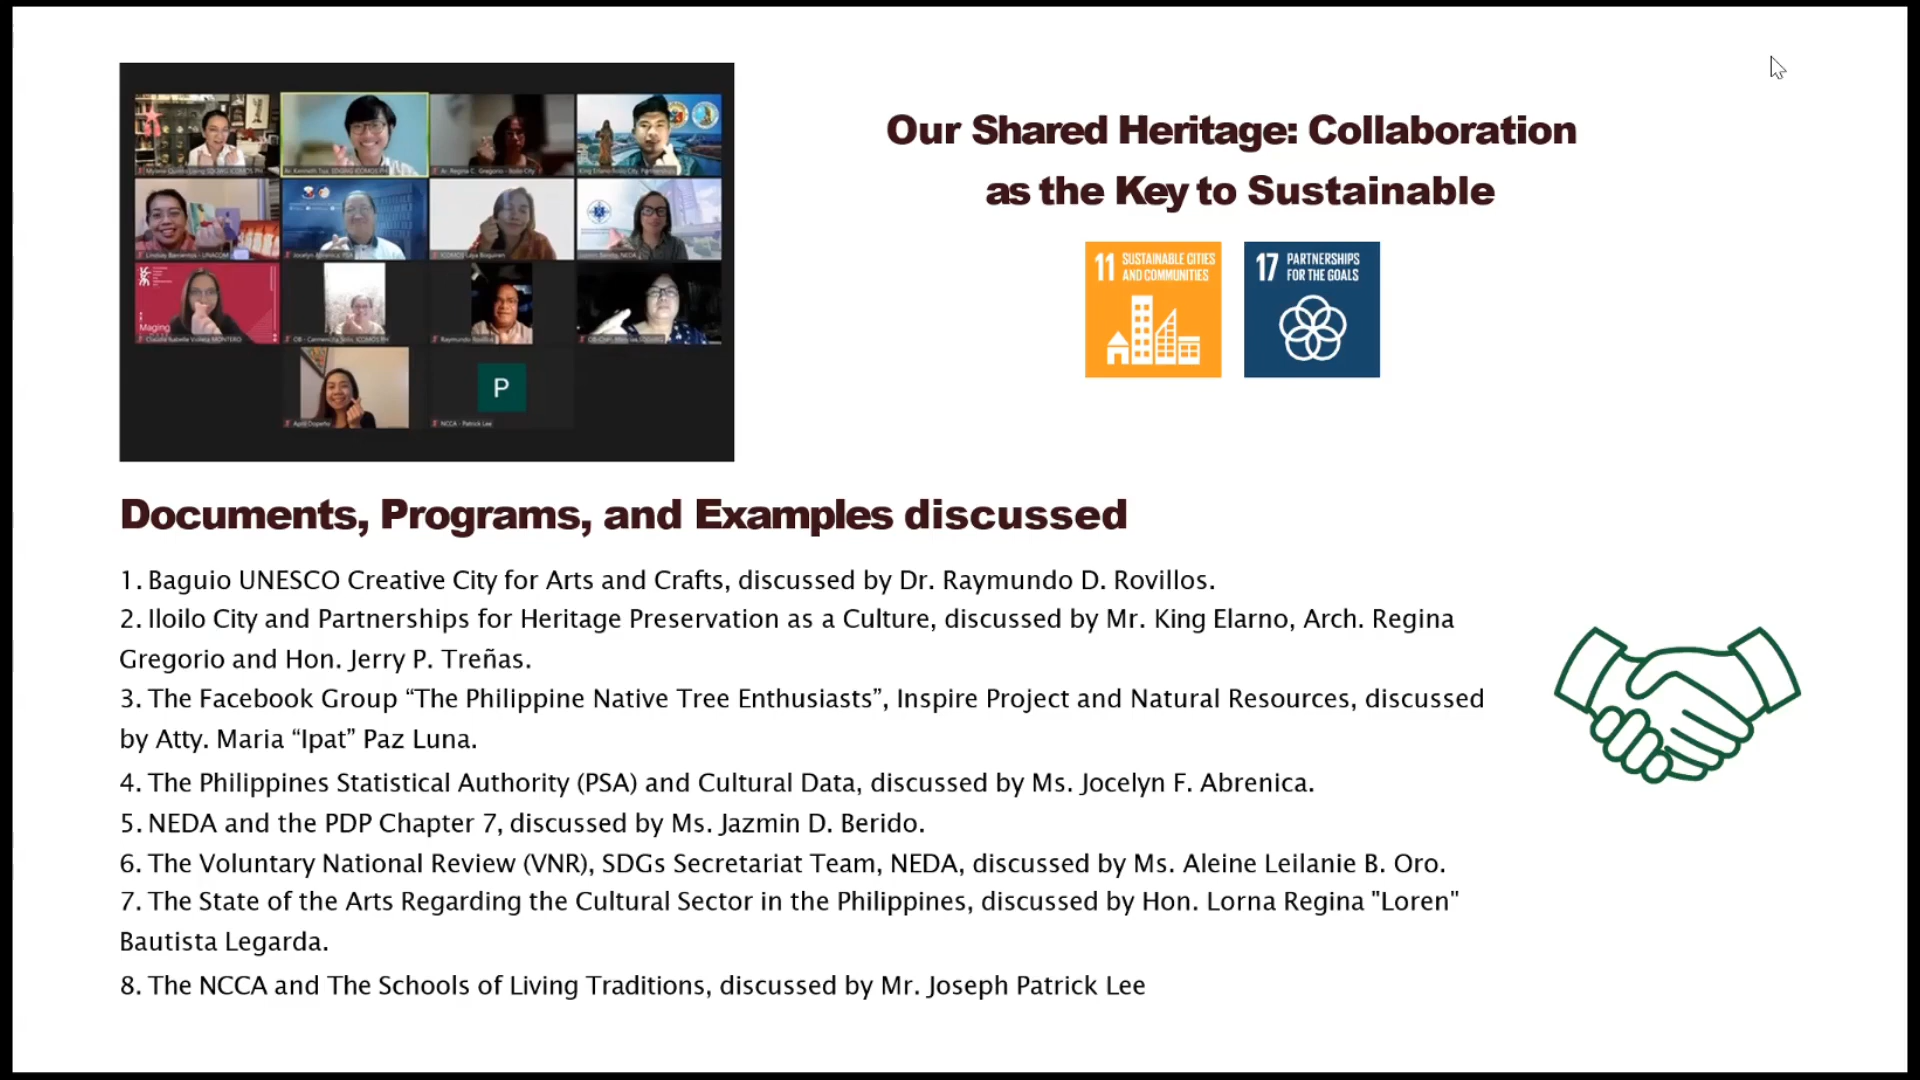 Our Shared Heritage: Collaboration
as the Key to Sustainable
11 SUSTAINABLE CITIES
AND COMMUNITIES
17 PARTNERSHIPS
FOR THE GOALS
Maging
P
NCCA - Patrick Lee
Documents, Programs, and Examples discussed
1. Baguio UNESCO Creative City for Arts and Crafts, discussed by Dr. Raymundo D. Rovillos.
2. Iloilo City and Partnerships for Heritage Preservation as a Culture, discussed by Mr. King Elarno, Arch. Regina
Gregorio and Hon. Jerry P. Treñas.
3. The Facebook Group “The Philippine Native Tree Enthusiasts”, Inspire Project and Natural Resources, discussed
by Atty. Maria “Ipat” Paz Luna.
4. The Philippines Statistical Authority (PSA) and Cultural Data, discussed by Ms. Jocelyn F. Abrenica.
5. NEDA and the PDP Chapter 7, discussed by Ms. Jazmin D. Berido.
6. The Voluntary National Review (VNR), SDGs Secretariat Team, NEDA, discussed by Ms. Aleine Leilanie B. Oro.
7. The State of the Arts Regarding the Cultural Sector in the Philippines, discussed by Hon. Lorna Regina "Loren"
Bautista Legarda.
8. The NCCA and The Schools of Living Traditions, discussed by Mr. Joseph Patrick Lee